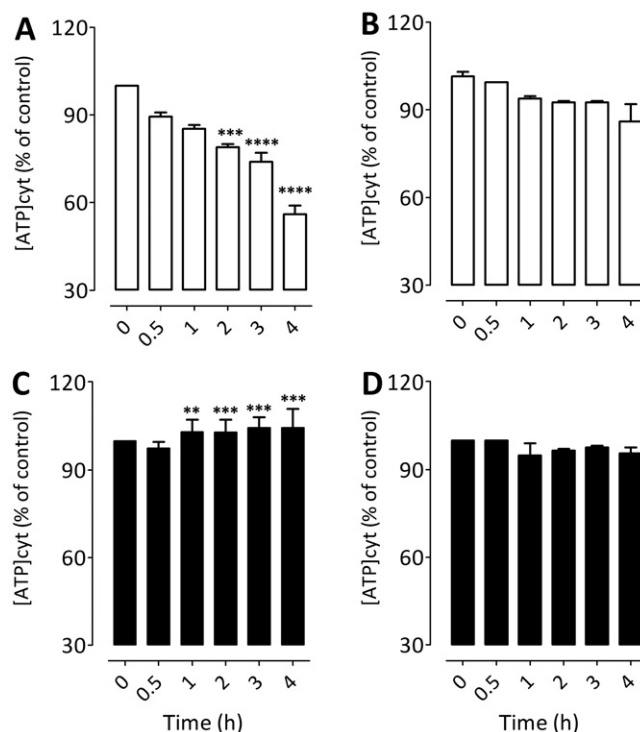 A
[ATP]cyt (% of control)
120
90
60
30
***
****
****
0 0.5 1 2 3 4
B
[ATP]cyt (% of control)
120
90
60
30
0 0.5 1 2 3 4
C
[ATP]cyt (% of control)
120
90
60
30
** *** *** ***
0 0.5 1 2 3 4
Time (h)
D
[ATP]cyt (% of control)
120
90
60
30
0 0.5 1 2 3 4
Time (h)